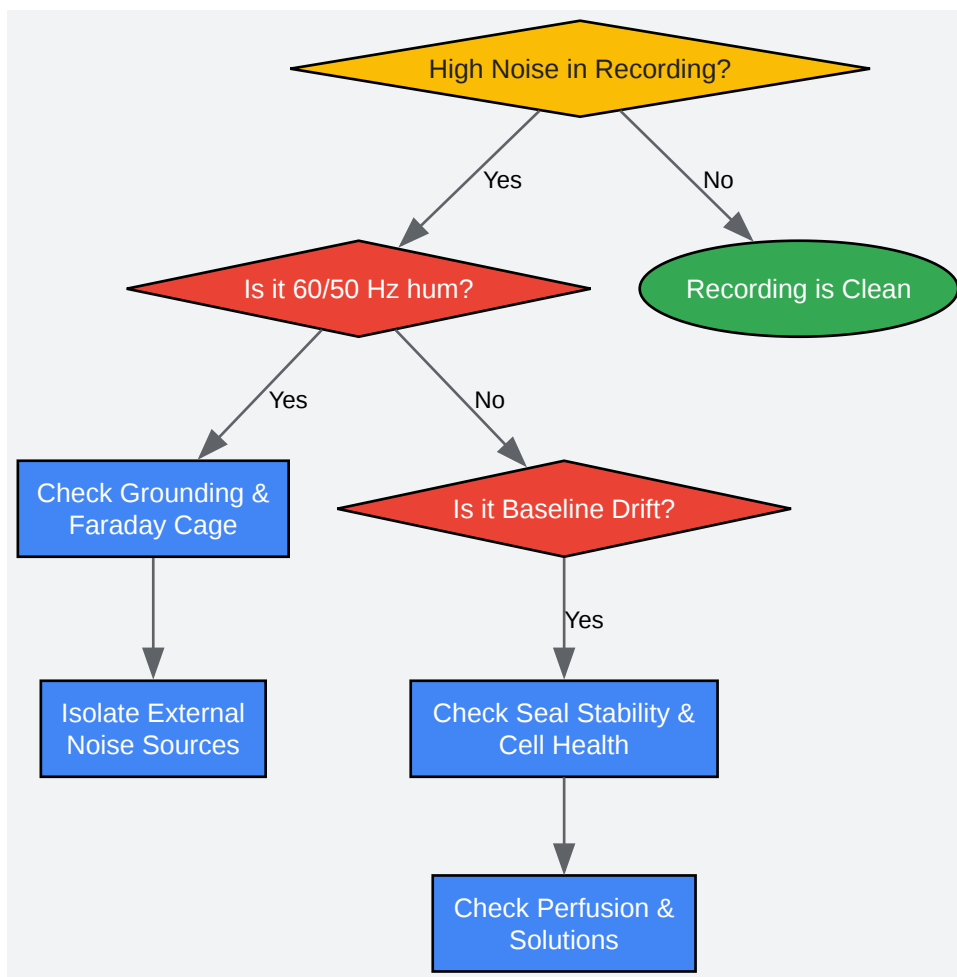 High Noise in Recording?
Yes
No
Is it 60/50 Hz hum?
Recording is Clean
Yes
No
Check Grounding &
Faraday Cage
Is it Baseline Drift?
Yes
Isolate External
Noise Sources
Check Seal Stability &
Cell Health
Check Perfusion &
Solutions